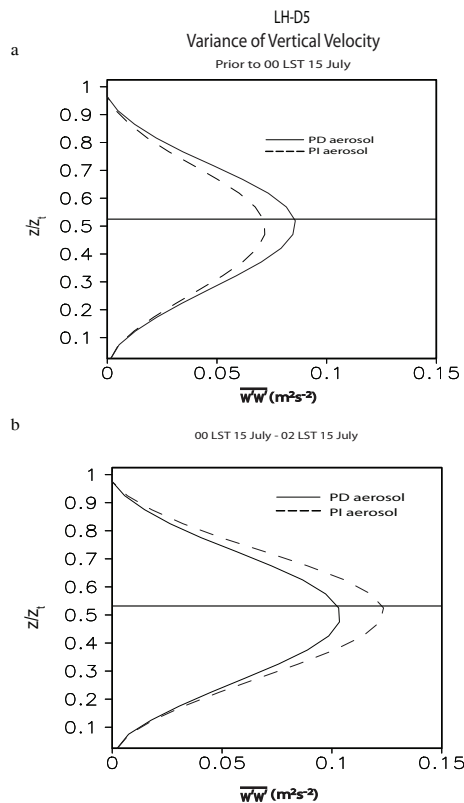 LH-D5
Variance of Vertical Velocity
a
Prior to 00 LST 15 July
1
0.9
0.8
0.7
0.6
0.5
0.4
0.3
0.2
0.1
z/zt
PD aerosol
PI aerosol
0 0.05 0.1 0.15
w'w' (m²s⁻²)
b
00 LST 15 July - 02 LST 15 July
1
0.9
0.8
0.7
0.6
0.5
0.4
0.3
0.2
0.1
z/zt
PD aerosol
PI aerosol
0 0.05 0.10 0.15
w'w' (m²s⁻²)